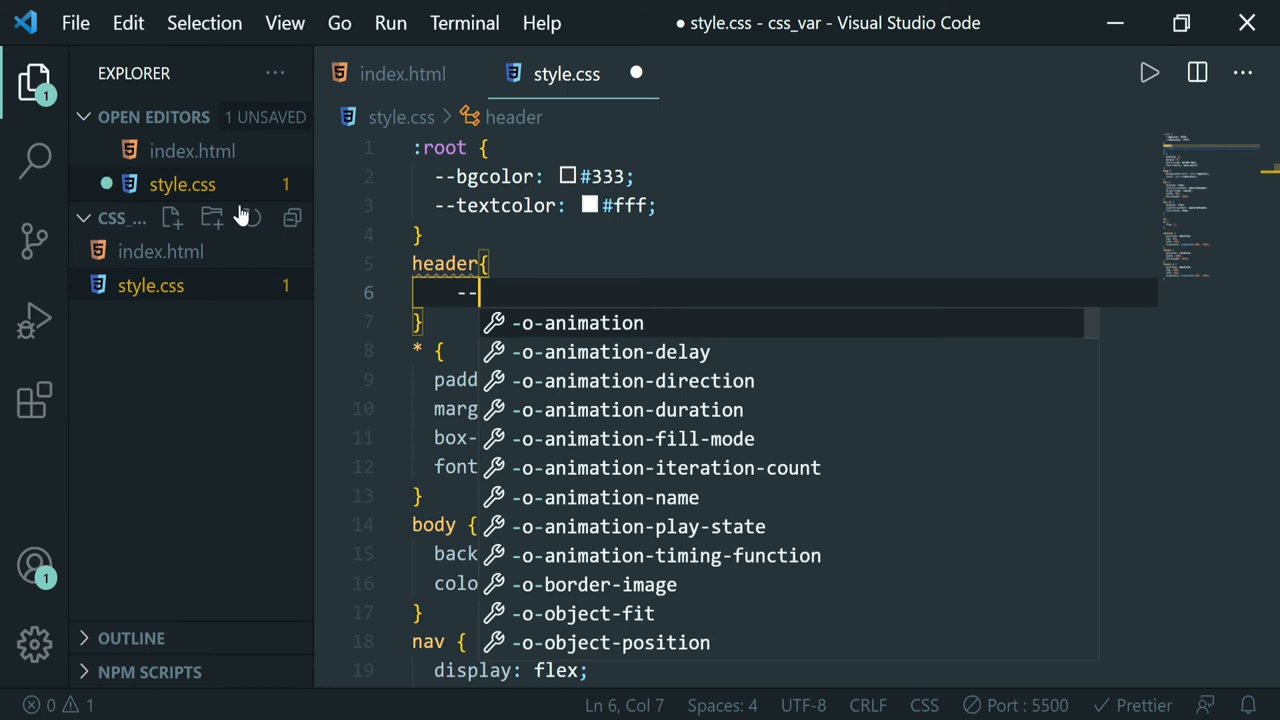 File Edit Selection View Go Run Terminal Help
● style.css - css_var - Visual Studio Code
1
EXPLORER ...
OPEN EDITORS 1 UNSAVED
index.html
style.css 1
CSS_...
index.html
style.css 1
1
OUTLINE
NPM SCRIPTS
index.html style.css
style.css > header
1 :root {
2 --bgcolor: #333;
3 --textcolor: #fff;
4 }
5 header{
6 --
7 }
8 * {
9 padd
10 marg
11 box-
12 font
13 }
14 body {
15 back
16 colo
17 }
18 nav {
19 display: flex;
-o-animation
-o-animation-delay
-o-animation-direction
-o-animation-duration
-o-animation-fill-mode
-o-animation-iteration-count
-o-animation-name
-o-animation-play-state
-o-animation-timing-function
-o-border-image
-o-object-fit
-o-object-position
0 1 Ln 6, Col 7 Spaces: 4 UTF-8 CRLF CSS Port : 5500 Prettier